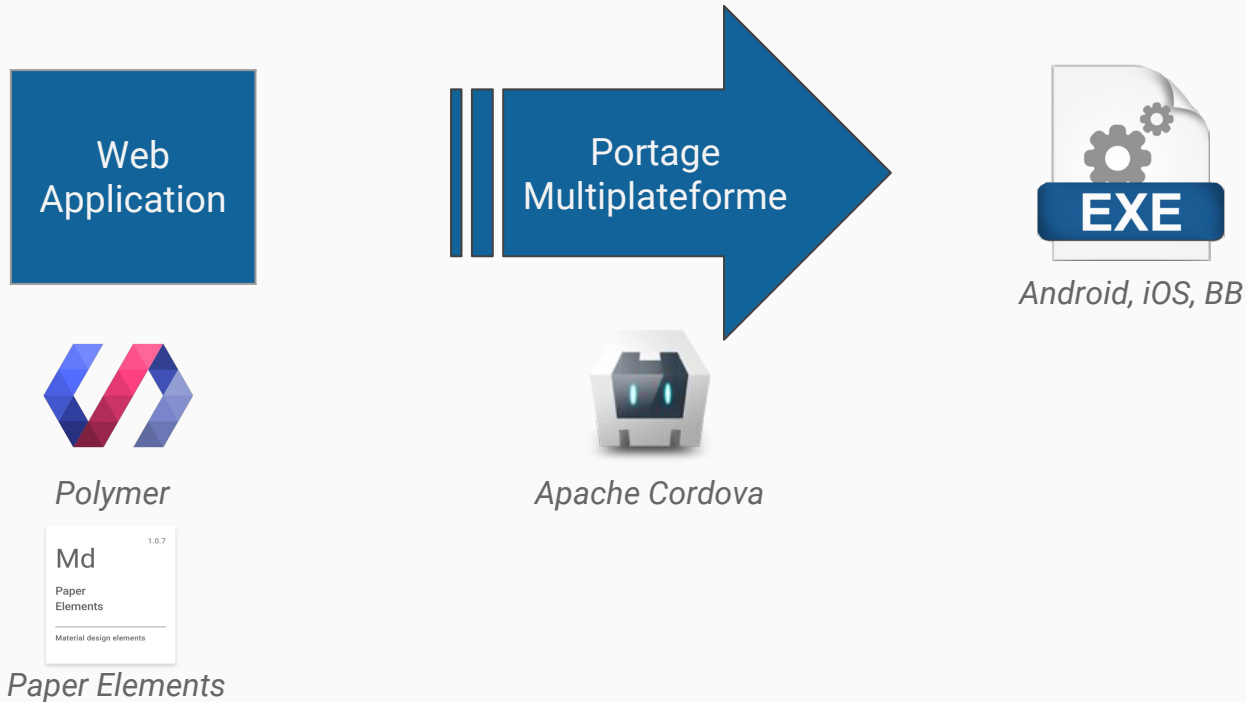 Web
Application
Portage
Multiplateforme
EXE
Android, iOS, BB
Polymer
Apache Cordova
1.0.7
Md
Paper
Elements
Material design elements
Paper Elements